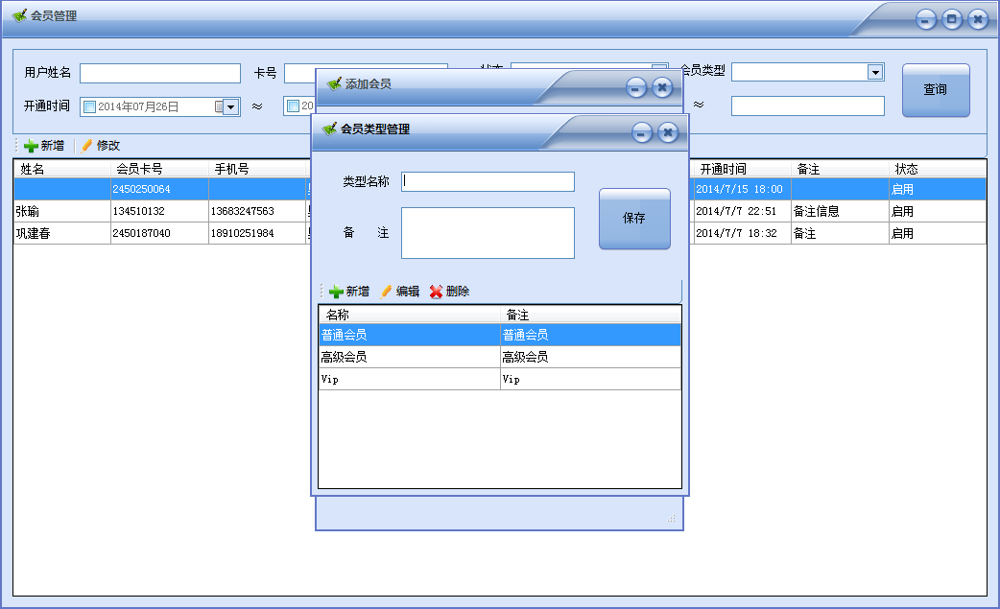 会员管理
用户姓名 卡号 状态 会员类型 查询
开通时间 2014年07月26日 ≈ 20 ≈
新增 修改
姓名 会员卡号 手机号 开通时间 备注 状态
2450250064 2014/7/15 18:00 启用
张瑜 134510132 13683247563 2014/7/7 22:51 备注信息 启用
巩建春 2450187040 18910251984 2014/7/7 18:32 备注 启用
添加会员
会员类型管理
类型名称
备 注
保存
新增 编辑 删除
名称 备注
普通会员 普通会员
高级会员 高级会员
Vip Vip